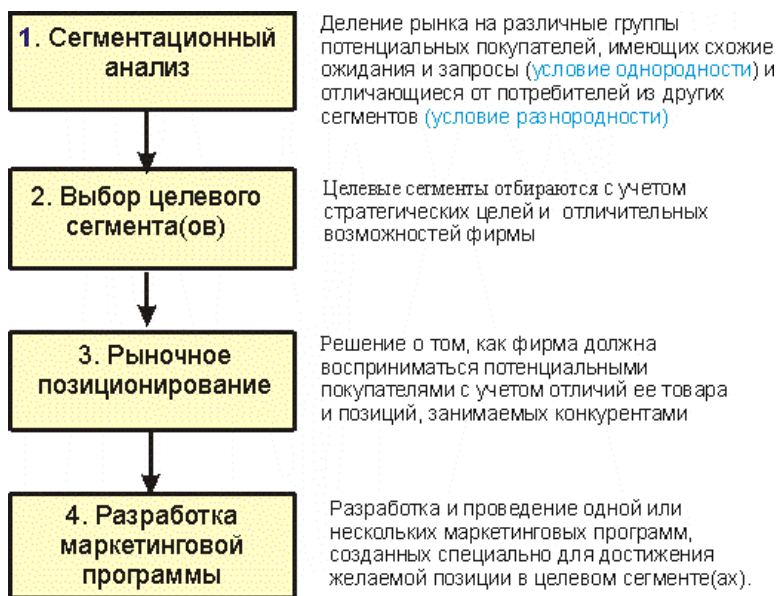 1. Сегментационный
анализ
Деление рынка на различные группы
потенциальных покупателей, имеющих схожие
ожидания и запросы (условие однородности) и
отличающиеся от потребителей из других
сегментов (условие разнородности)
2. Выбор целевого
сегмента(ов)
Целевые сегменты отбираются с учетом
стратегических целей и отличительных
возможностей фирмы
3. Рыночное
позиционирование
Решение о том, как фирма должна
восприниматься потенциальными
покупателями с учетом отличий ее товара
и позиций, занимаемых конкурентами
4. Разработка
маркетинговой
программы
Разработка и проведение одной или
нескольких маркетинговых программ,
созданных специально для достижения
желаемой позиции в целевом сегменте(ах).